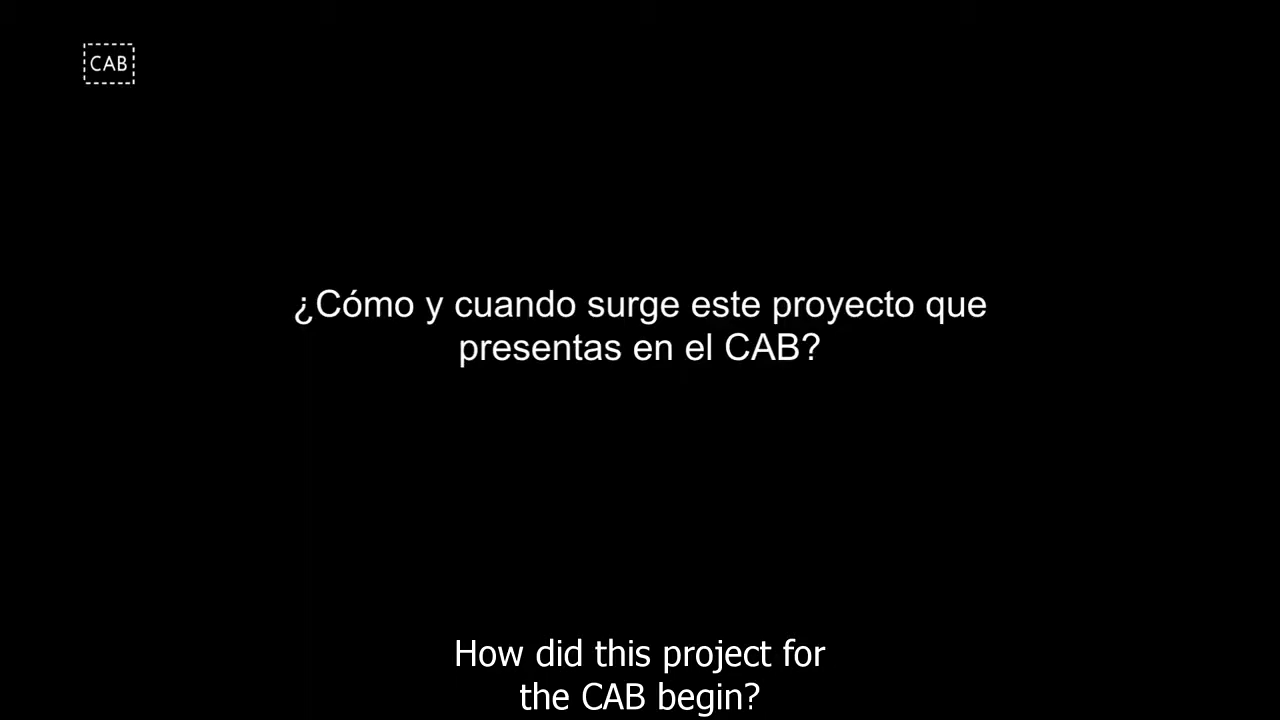 CAB
¿Cómo y cuando surge este proyecto que
presentas en el CAB?
How did this project for
the CAB begin?